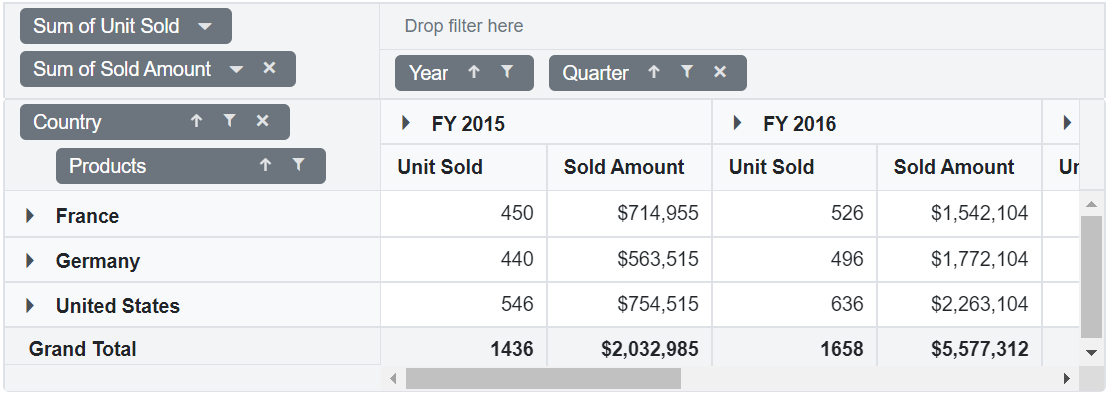 Sum of Unit Sold
Drop filter here
Sum of Sold Amount
Year Quarter
Country
FY 2015 FY 2016
Products
Unit Sold Sold Amount Unit Sold Sold Amount
France 450 $714,955 526 $1,542,104
Germany 440 $563,515 496 $1,772,104
United States 546 $754,515 636 $2,263,104
Grand Total 1436 $2,032,985 1658 $5,577,312